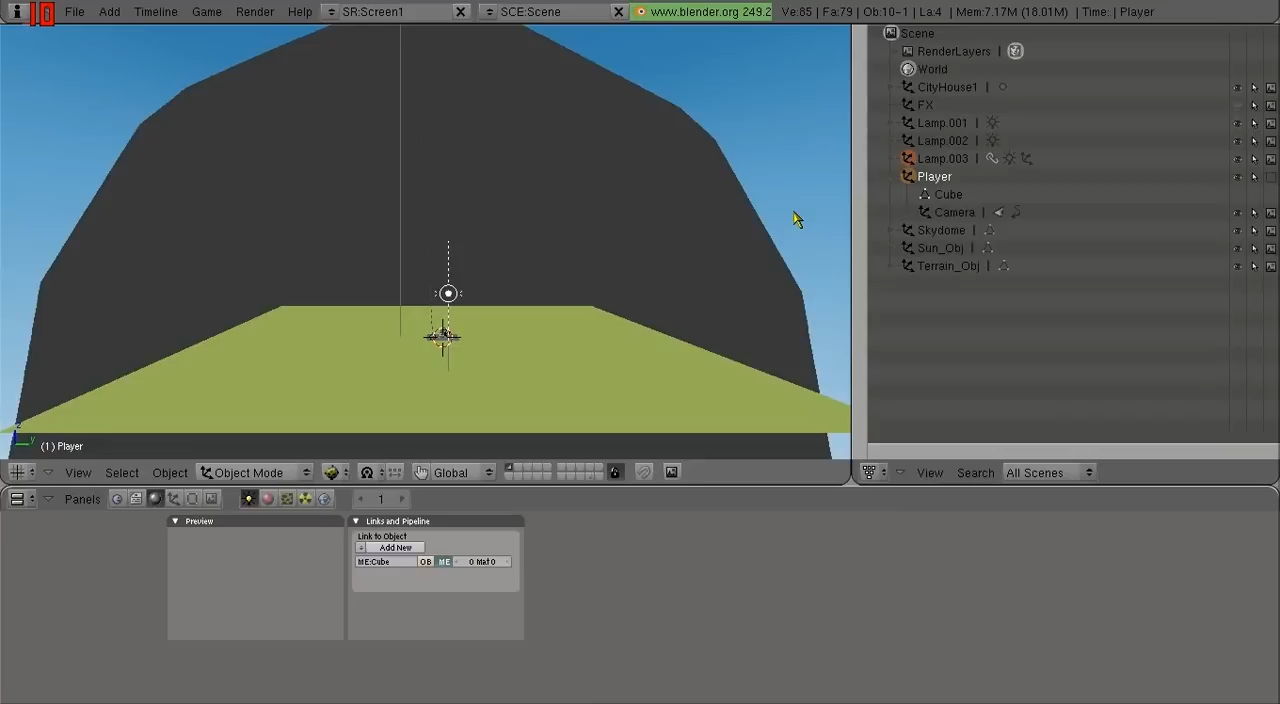 10 File Add Timeline Game Render Help SR:Screen1 SCE:Scene www.blender.org 249.2 Ve:85 | Fa:79 | Ob:10-1 | La:4 | Mem:7.17M (18.01M) | Time: | Player
Scene
RenderLayers |
World
CityHouse1 |
FX
Lamp.001 |
Lamp.002 |
Lamp.003 |
Player
Cube
Camera |
Skydome |
Sun_Obj |
Terrain_Obj |
z
y
(1) Player
View Select Object Object Mode Global
View Search All Scenes
Panels 1
Preview
Links and Pipeline
Link to Object
Add New
ME:Cube OB ME 0 Mat 0